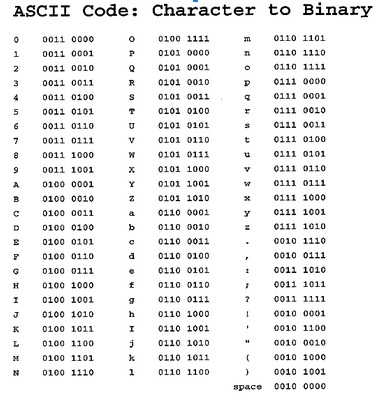 ASCII Code: Character to Binary
0 0011 0000 O 0100 1111 m 0110 1101
1 0011 0001 P 0101 0000 n 0110 1110
2 0011 0010 Q 0101 0001 o 0110 1111
3 0011 0011 R 0101 0010 p 0111 0000
4 0011 0100 S 0101 0011 q 0111 0001
5 0011 0101 T 0101 0100 r 0111 0010
6 0011 0110 U 0101 0101 s 0111 0011
7 0011 0111 V 0101 0110 t 0111 0100
8 0011 1000 W 0101 0111 u 0111 0101
9 0011 1001 X 0101 1000 v 0111 0110
A 0100 0001 Y 0101 1001 w 0111 0111
B 0100 0010 Z 0101 1010 x 0111 1000
C 0100 0011 a 0110 0001 y 0111 1001
D 0100 0100 b 0110 0010 z 0111 1010
E 0100 0101 c 0110 0011 . 0010 1110
F 0100 0110 d 0110 0100 , 0010 0111
G 0100 0111 e 0110 0101 : 0011 1010
H 0100 1000 f 0110 0110 ; 0011 1011
I 0100 1001 g 0110 0111 ? 0011 1111
J 0100 1010 h 0110 1000 ! 0010 0001
K 0100 1011 I 0110 1001 ' 0010 1100
L 0100 1100 j 0110 1010 " 0010 0010
M 0100 1101 k 0110 1011 ( 0010 1000
N 0100 1110 l 0110 1100 ) 0010 1001
space 0010 0000